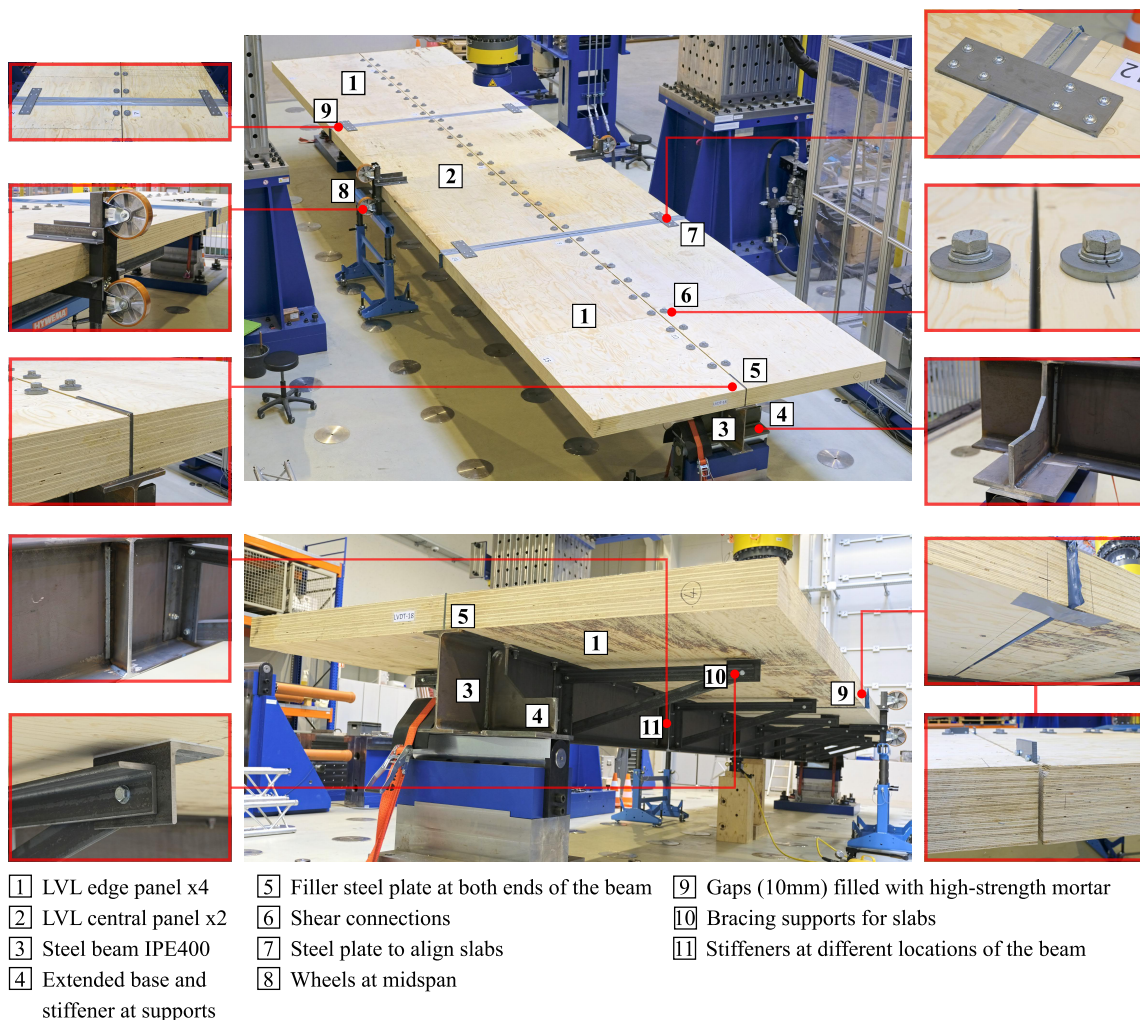 1
9
2
8
7
6
1
5
4
3
HYWEMA
12
LVDT-18
5
1
3
4
10
9
11
1 LVL edge panel x4
2 LVL central panel x2
3 Steel beam IPE400
4 Extended base and
stiffener at supports
5 Filler steel plate at both ends of the beam
6 Shear connections
7 Steel plate to align slabs
8 Wheels at midspan
9 Gaps (10mm) filled with high-strength mortar
10 Bracing supports for slabs
11 Stiffeners at different locations of the beam